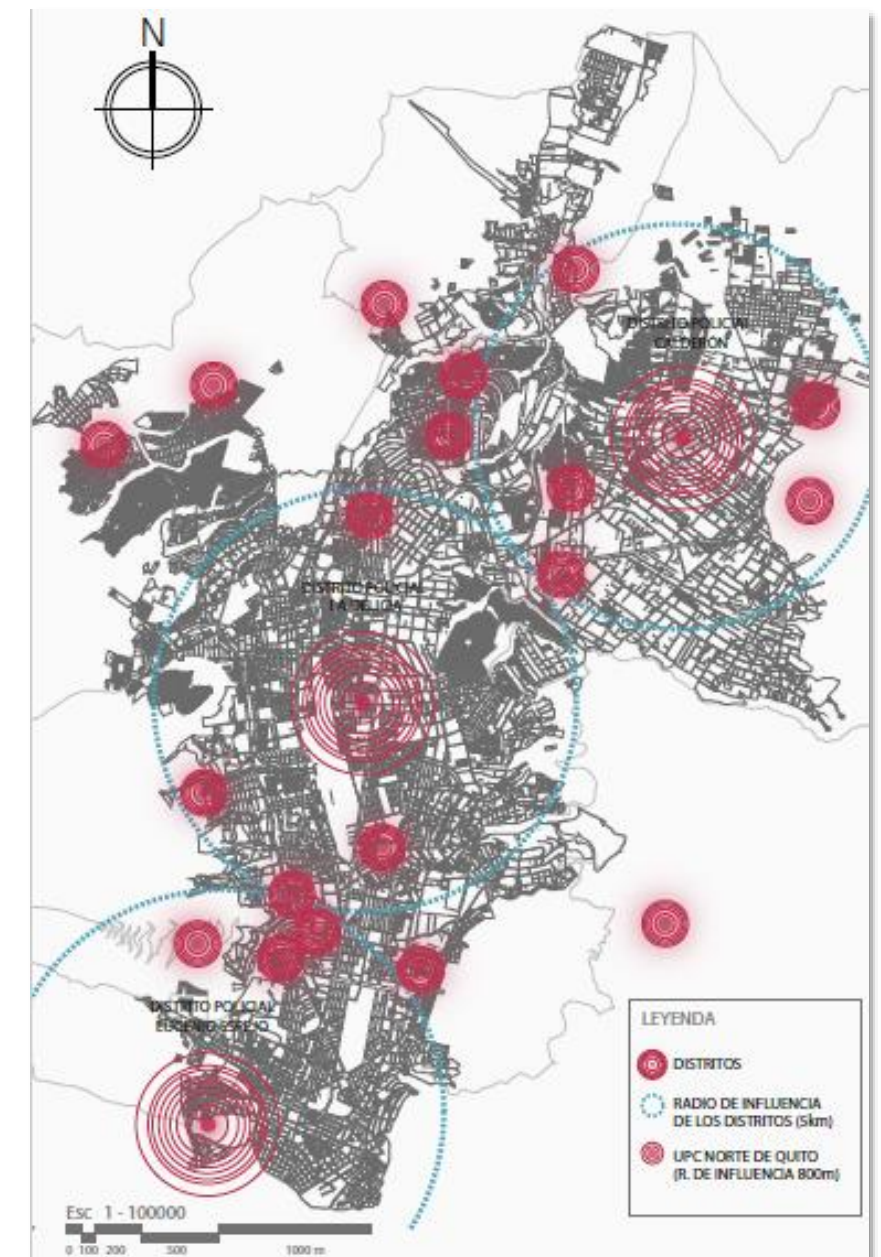 N
DISTRITO POLICIAL
CALDERÓN
DISTRITO POLICIAL
LA DELICIA
DISTRITO POLICIAL
EUGENIO ESPEJO
LEYENDA
DISTRITOS
RADIO DE INFLUENCIA
DE LOS DISTRITOS (5km)
UPC NORTE DE QUITO
(R. DE INFLUENCIA 800m)
Esc 1 - 100000
0 100 200 500 1000 m